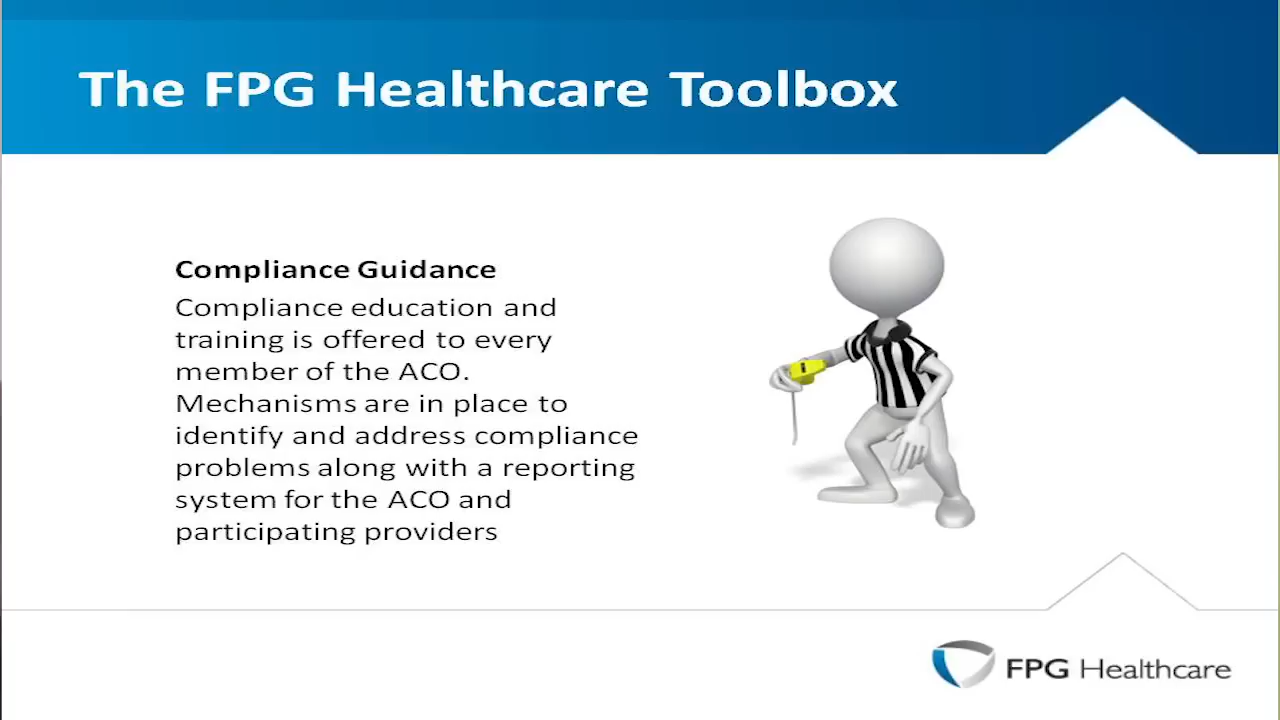 The FPG Healthcare Toolbox
Compliance Guidance
Compliance education and
training is offered to every
member of the ACO.
Mechanisms are in place to
identify and address compliance
problems along with a reporting
system for the ACO and
participating providers
FPG Healthcare